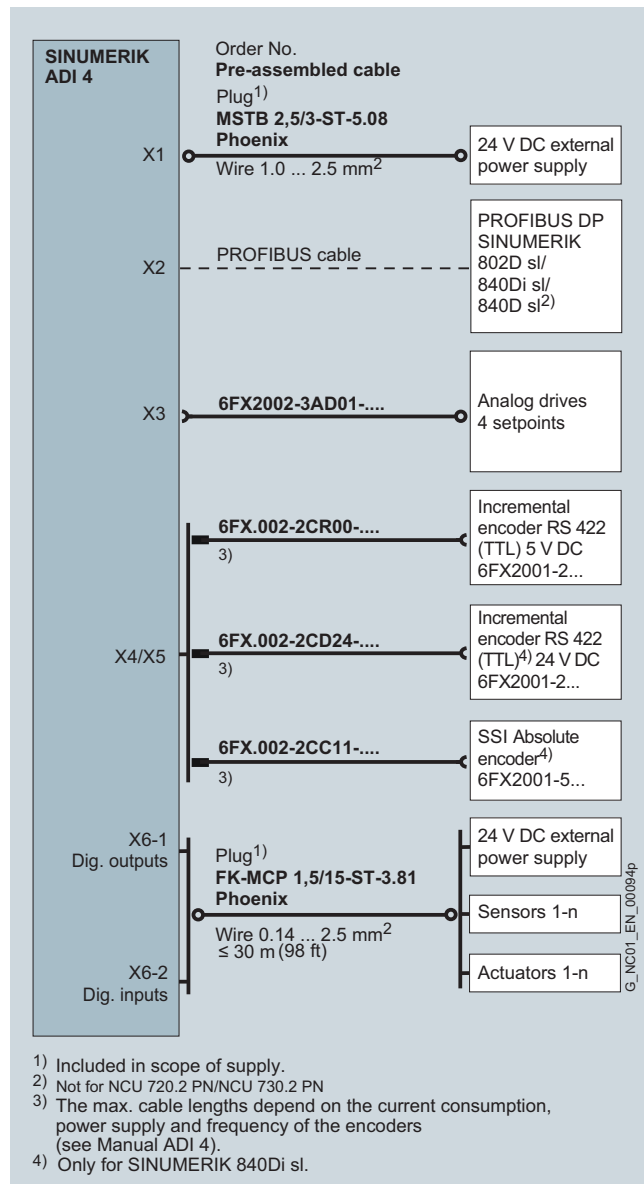 SINUMERIK
ADI 4
Order No.
Pre-assembled cable
Plug1)
MSTB 2,5/3-ST-5.08
Phoenix
X1
Wire 1.0 ... 2.5 mm2
24 V DC external
power supply
X2
PROFIBUS cable
PROFIBUS DP
SINUMERIK
802D sl/
840Di sl/
840D sl2)
X3
6FX2002-3AD01-....
Analog drives
4 setpoints
X4/X5
6FX.002-2CR00-....
3)
Incremental
encoder RS 422
(TTL) 5 V DC
6FX2001-2...
6FX.002-2CD24-....
3)
Incremental
encoder RS 422
(TTL)4) 24 V DC
6FX2001-2...
6FX.002-2CC11-....
3)
SSI Absolute
encoder4)
6FX2001-5...
X6-1
Dig. outputs
X6-2
Dig. inputs
Plug1)
FK-MCP 1,5/15-ST-3.81
Phoenix
Wire 0.14 ... 2.5 mm2
≤ 30 m (98 ft)
24 V DC external
power supply
Sensors 1-n
Actuators 1-n
G_NC01_EN_00094p
1) Included in scope of supply.
2) Not for NCU 720.2 PN/NCU 730.2 PN
3) The max. cable lengths depend on the current consumption,
power supply and frequency of the encoders
(see Manual ADI 4).
4) Only for SINUMERIK 840Di sl.